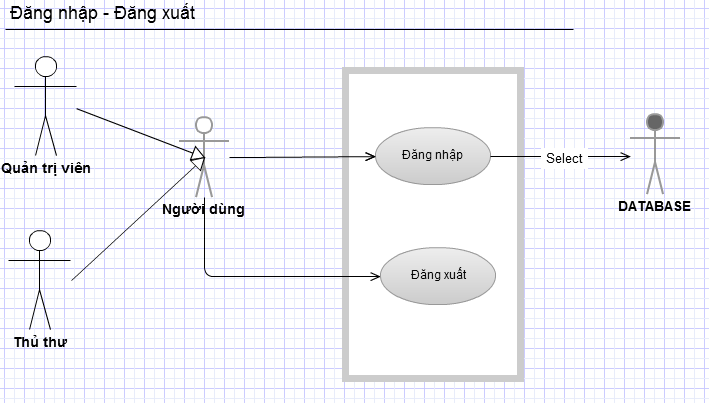 Đăng nhập - Đăng xuất
Quản trị viên
Người dùng
Thủ thư
Đăng nhập
Đăng xuất
Select
DATABASE